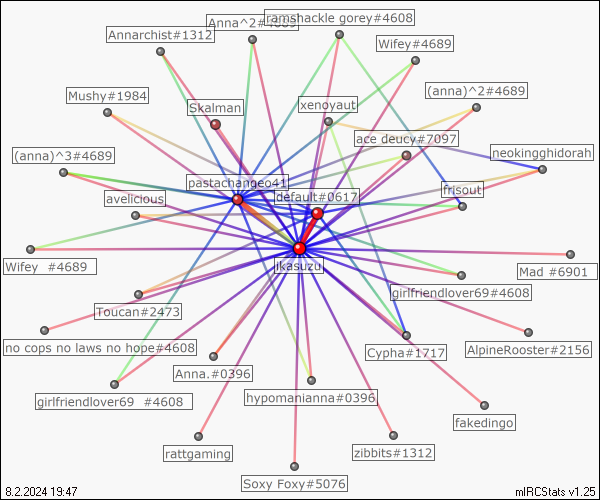 Anna^2#4689
ramshackle gorey#4608
Annarchist#1312
Wifey#4689
(anna)^2#4689
Mushy#1984
Skalman
xenoyaut
ace deucy#7097
neokingghidorah
(anna)^3#4689
pastachangeo41
default#0617
frisout
avelicious
jkasuzu
Wifey #4689
Mad #6901
girlfriendlover69#4608
Toucan#2473
no cops no laws no hope#4608
Cypha#1717
AlpineRooster#2156
Anna.#0396
girlfriendlover69 #4608
hypomanianna#0396
fakedingo
rattgaming
zibbits#1312
Soxy Foxy#5076
8.2.2024 19:47
mIRCStats v1.25